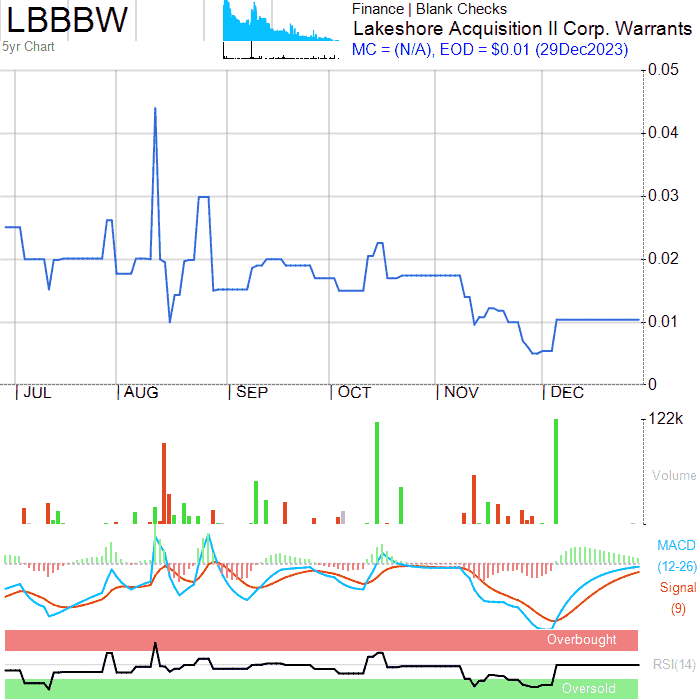 LBBBW
5yr Chart
Finance | Blank Checks
Lakeshore Acquisition II Corp. Warrants
MC = (N/A), EOD = $0.01 (29Dec2023)
0.05
0.04
0.03
0.02
0.01
0
JUL AUG SEP OCT NOV DEC
122k
Volume
MACD
(12-26)
Signal
(9)
Overbought
RSI(14)
Oversold